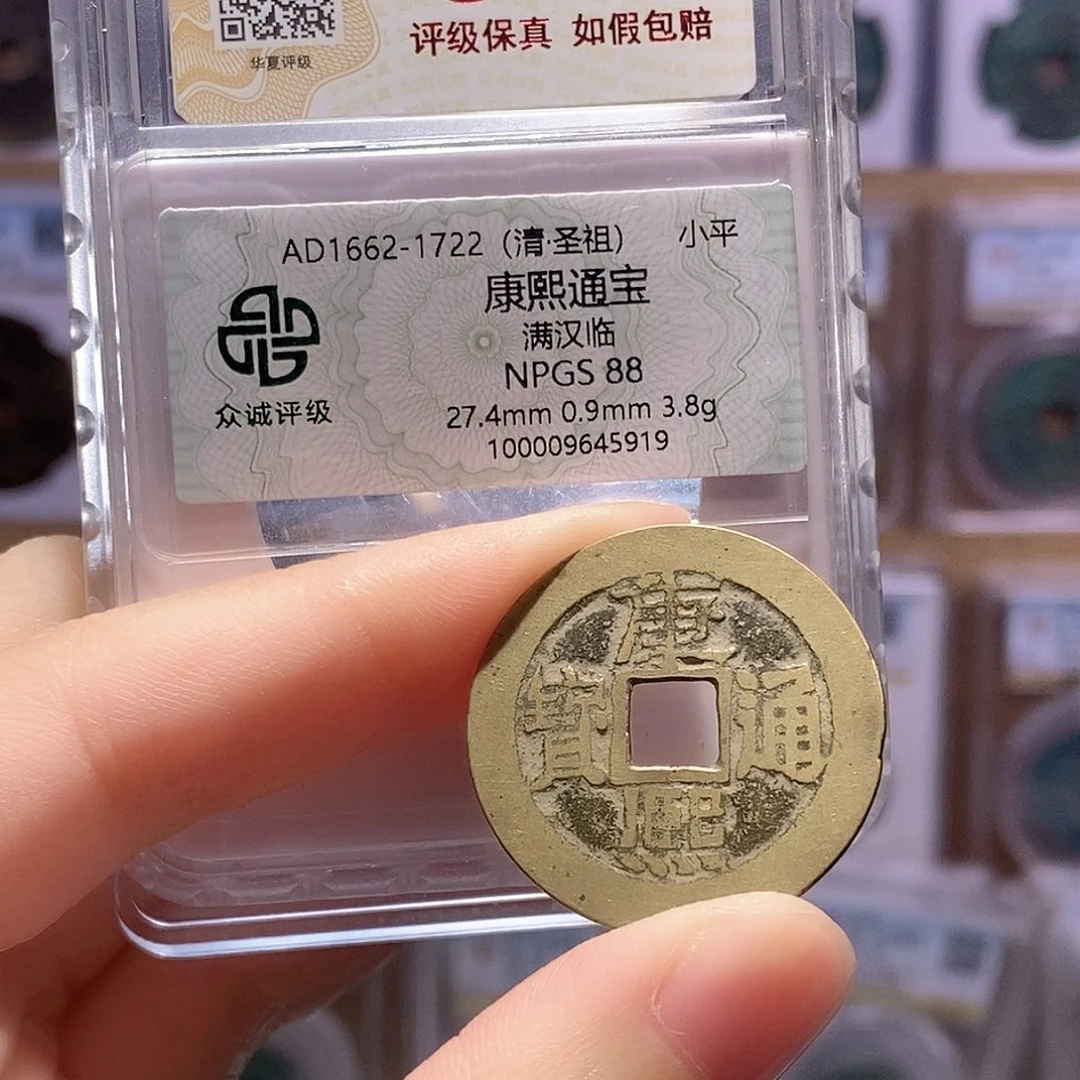 评级保真 如假包赔
华夏评级
AD1662-1722（清·圣祖） 小平
康熙通宝
满汉临
NPGS 88
27.4mm 0.9mm 3.8g
100009645919
众诚评级
康熙通寳